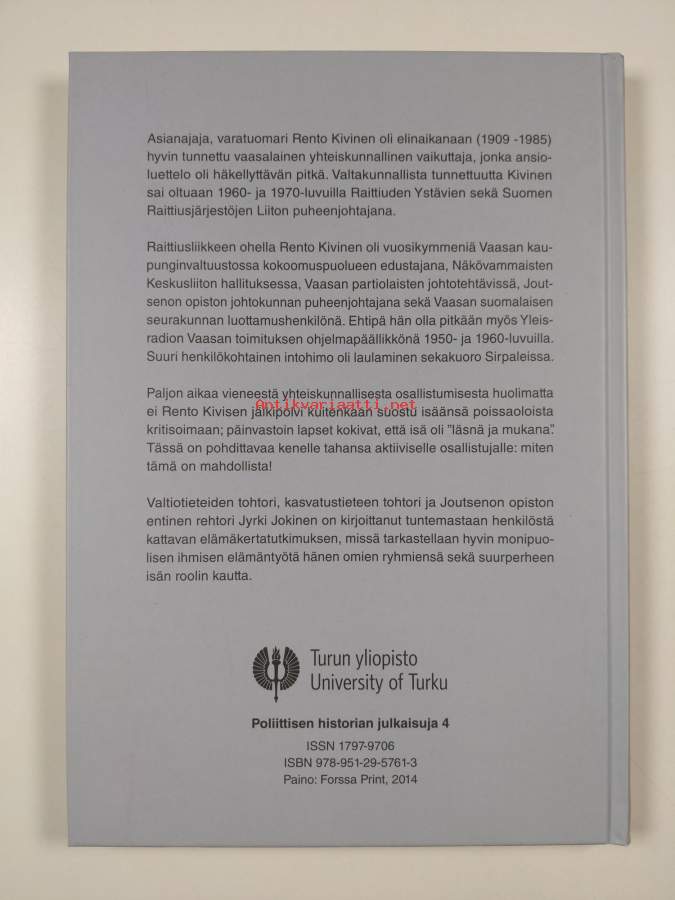 Asianajaja, varatuomari Rento Kivinen oli elinaikanaan (1909 -1985)
hyvin tunnettu vaasalainen yhteiskunnallinen vaikuttaja, jonka ansio-
luettelo oli häkellyttävän pitkä. Valtakunnallista tunnettuutta Kivinen
sai oltuaan 1960- ja 1970-luvuilla Raittiuden Ystävien sekä Suomen
Raittiusjärjestöjen Liiton puheenjohtajana.
Raittiusliikkeen ohella Rento Kivinen oli vuosikymmeniä Vaasan kau-
punginvaltuustossa kokoomuspuolueen edustajana, Näkövammaisten
Keskusliiton hallituksessa, Vaasan partiolaisten johtotehtävissä, Jout-
senon opiston johtokunnan puheenjohtajana sekä Vaasan suomalaisen
seurakunnan luottamushenkilönä. Ehtipä hän olla pitkään myös Yleis-
radion Vaasan toimituksen ohjelmapäällikkönä 1950- ja 1960-luvuilla.
Suuri henkilökohtainen intohimo oli laulaminen sekakuoro Sirpaleissa.
Paljon aikaa vieneestä yhteiskunnallisesta osallistumisesta huolimatta
Antikvariaatti.net
ei Rento Kivisen jälkipolvi kuitenkaan suostu isäänsä poissaoloista
kritisoimaan; päinvastoin lapset kokivat, että isä oli "läsnä ja mukana".
Tässä on pohdittavaa kenelle tahansa aktiiviselle osallistujalle: miten
tämä on mahdollista!
Valtiotieteiden tohtori, kasvatustieteen tohtori ja Joutsenon opiston
entinen rehtori Jyrki Jokinen on kirjoittanut tuntemastaan henkilöstä
kattavan elämäkertatutkimuksen, missä tarkastellaan hyvin monipuo-
lisen ihmisen elämäntyötä hänen omien ryhmiensä sekä suurperheen
isän roolin kautta.
Turun yliopisto
University of Turku
Poliittisen historian julkaisuja 4
ISSN 1797-9706
ISBN 978-951-29-5761-3
Paino: Forssa Print, 2014